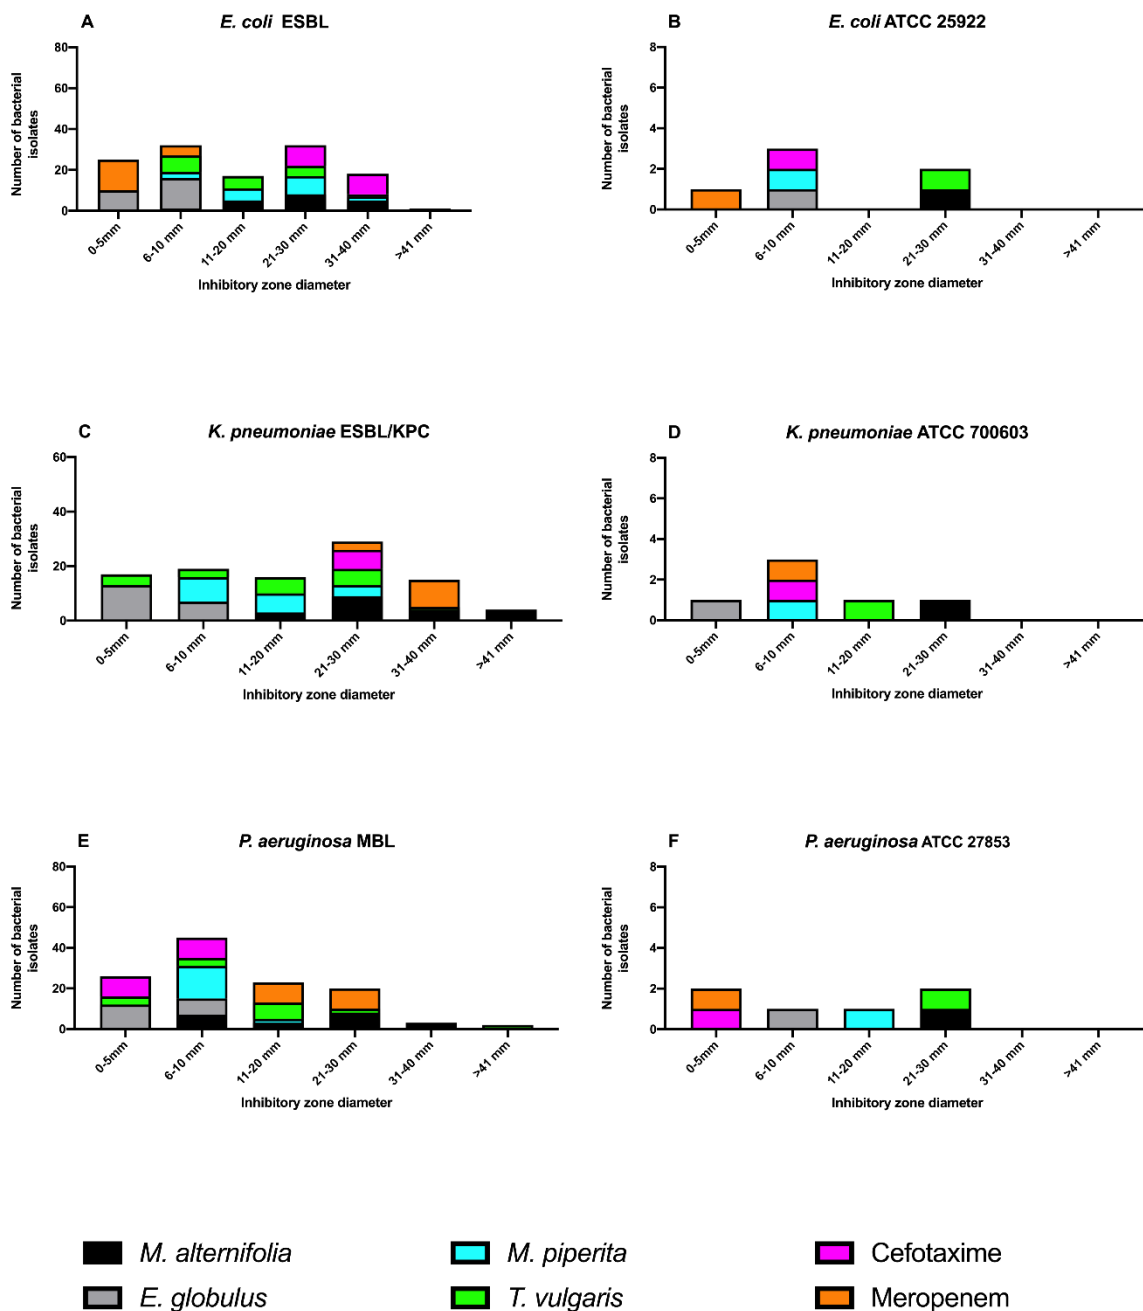 A
E. coli ESBL
Number of bacterial
isolates
80
60
40
20
0
0-5mm
6-10 mm
11-20 mm
21-30 mm
31-40 mm
>41 mm
Inhibitory zone diameter
B
E. coli ATCC 25922
Number of bacterial
isolates
8
6
4
2
0
0-5mm
6-10 mm
11-20 mm
21-30 mm
31-40 mm
>41 mm
Inhibitory zone diameter
C
K. pneumoniae ESBL/KPC
Number of bacterial
isolates
60
40
20
0
0-5mm
6-10 mm
11-20 mm
21-30 mm
31-40 mm
>41 mm
Inhibitory zone diameter
D
K. pneumoniae ATCC 700603
Number of bacterial
isolates
8
6
4
2
0
0-5mm
6-10 mm
11-20 mm
21-30 mm
31-40 mm
>41 mm
Inhibitory zone diameter
E
P. aeruginosa MBL
Number of bacterial
isolates
80
60
40
20
0
0-5mm
6-10 mm
11-20 mm
21-30 mm
31-40 mm
>41 mm
Inhibitory zone diameter
F
P. aeruginosa ATCC 27853
Number of bacterial
isolates
8
6
4
2
0
0-5mm
6-10 mm
11-20 mm
21-30 mm
31-40 mm
>41 mm
Inhibitory zone diameter
M. alternifolia
M. piperita
Cefotaxime
E. globulus
T. vulgaris
Meropenem